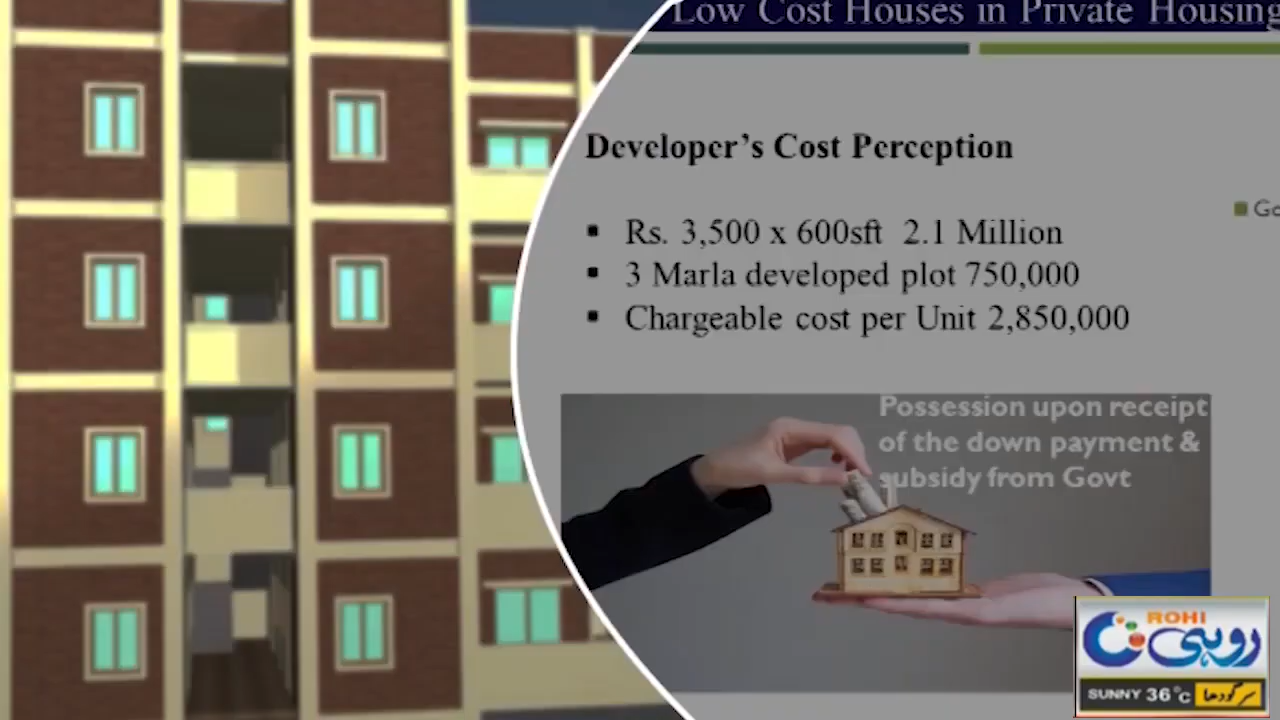 Low Cost Houses in Private Housing
Developer's Cost Perception
▪ Rs. 3,500 x 600sft 2.1 Million
▪ 3 Marla developed plot 750,000
▪ Chargeable cost per Unit 2,850,000
Possession upon receipt
of the down payment &
subsidy from Govt
ROHI
روہی
SUNNY 36°C سرگودھا